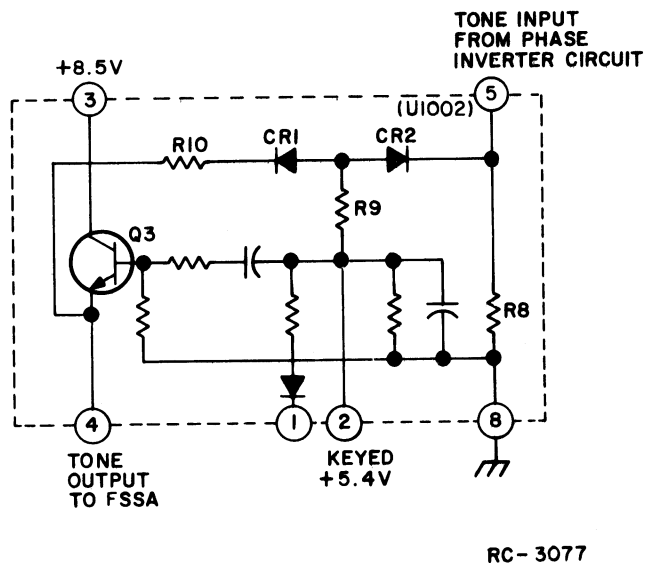 TONE INPUT
FROM PHASE
INVERTER CIRCUIT
+8.5V
3
5
(U1002)
R10
CR1
CR2
R9
Q3
R8
4
1
2
8
TONE
OUTPUT
TO FSSA
KEYED
+5.4V
RC-3077